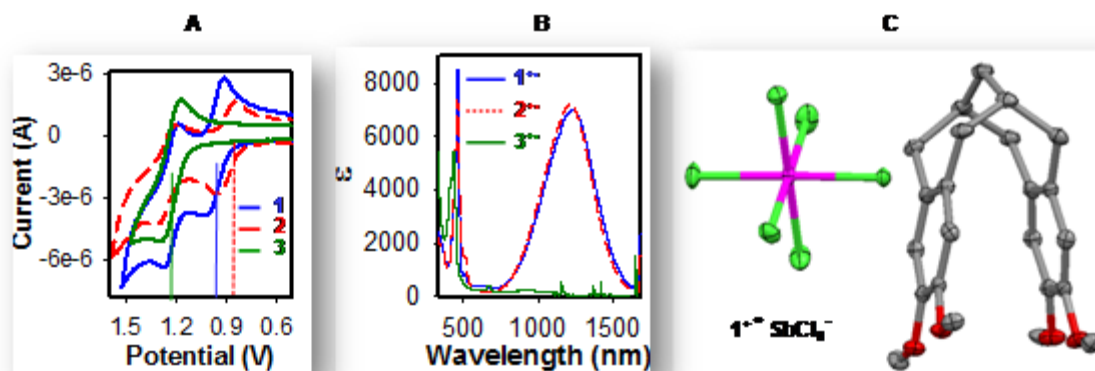 A
B
C
3e-6
0
-3e-6
-6e-6
Current (A)
1
2
3
1.5 1.2 0.9 0.6
Potential (V)
8000
6000
4000
2000
0
ε
1+•
2+•
3+•
500 1000 1500
Wavelength (nm)
1+• SbCl6−